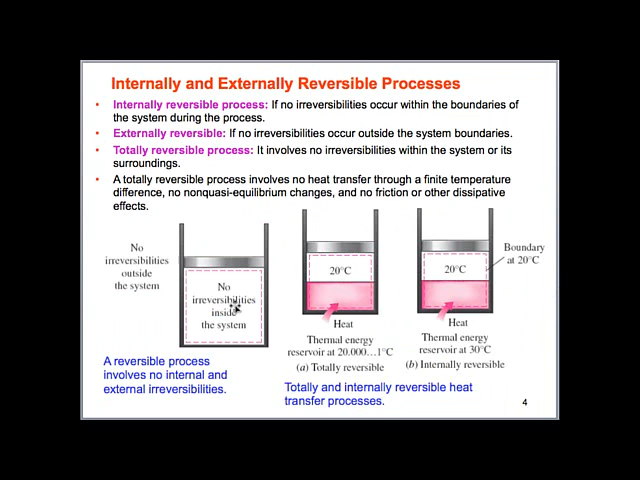 Internally and Externally Reversible Processes
• Internally reversible process: If no irreversibilities occur within the boundaries of
the system during the process.
• Externally reversible: If no irreversibilities occur outside the system boundaries.
• Totally reversible process: It involves no irreversibilities within the system or its
surroundings.
• A totally reversible process involves no heat transfer through a finite temperature
difference, no nonquasi-equilibrium changes, and no friction or other dissipative
effects.
No
irreversibilities
outside
the system
No
irreversibilities
inside
the system
A reversible process
involves no internal and
external irreversibilities.
20°C
Heat
Thermal energy
reservoir at 20.000…1°C
(a) Totally reversible
20°C
Boundary
at 20°C
Heat
Thermal energy
reservoir at 30°C
(b) Internally reversible
Totally and internally reversible heat
transfer processes.
4